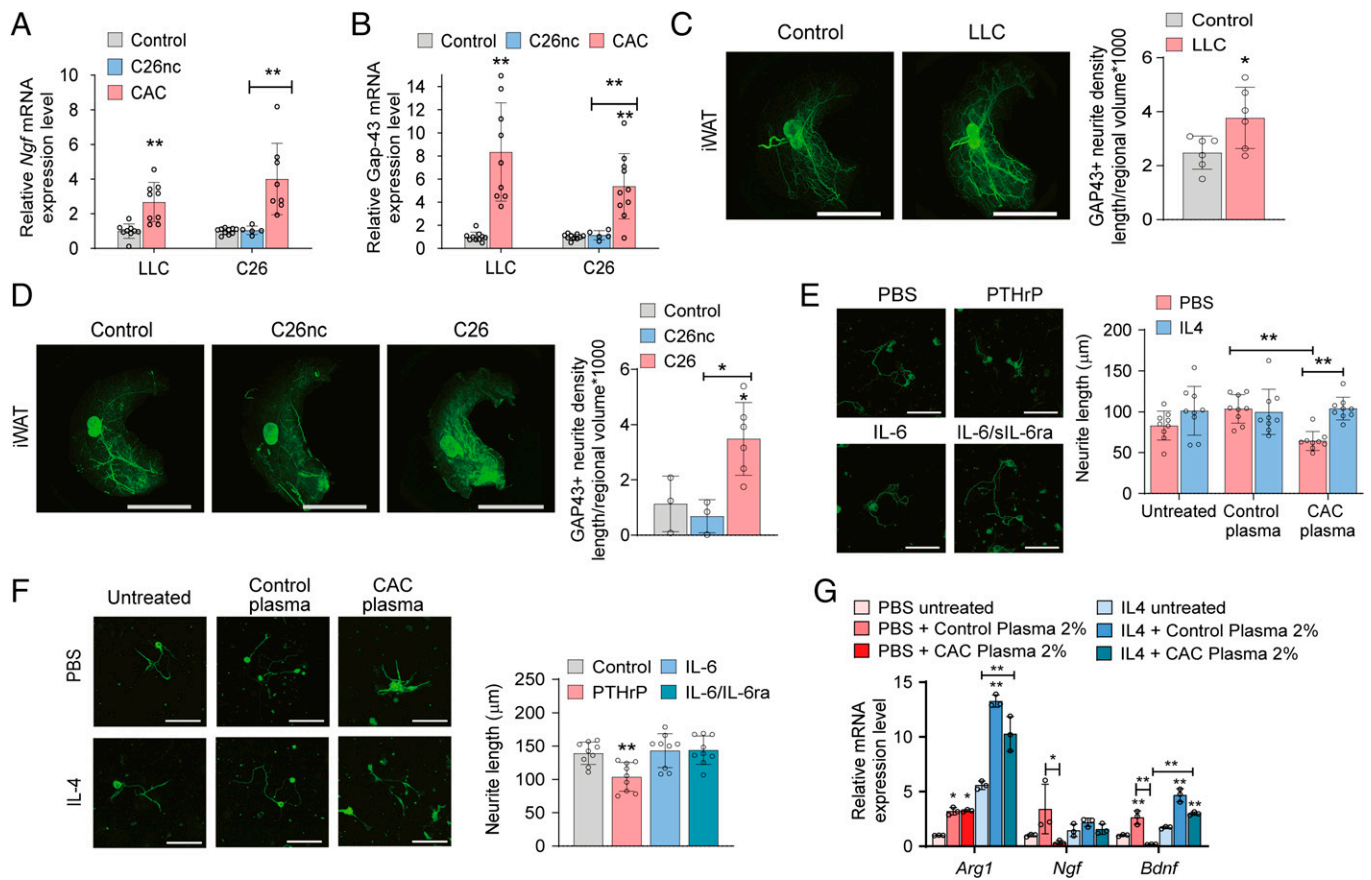 A
Control
C26nc
CAC
Relative Ngf mRNA
expression level
10
8
6
4
2
0
**
**
LLC
C26
B
Control C26nc CAC
Relative Gap-43 mRNA
expression level
15
14
12
10
8
6
4
2
0
**
**
**
LLC
C26
C
Control
LLC
iWAT
Control
LLC
GAP43+ neurite density
length/regional volume*1000
8
6
4
2
0
*
D
Control
C26nc
C26
iWAT
Control
C26nc
C26
GAP43+ neurite density
length/regional volume*1000
6
4
2
0
*
*
E
PBS
PTHrP
IL-6
IL-6/sIL-6ra
PBS
IL4
Neurite length (μm)
200
150
100
50
0
**
**
Untreated
Control
plasma
CAC
plasma
F
Untreated
Control
plasma
CAC
plasma
PBS
IL-4
Control
IL-6
PTHrP
IL-6/IL-6ra
Neurite length (μm)
200
150
100
50
0
**
G
PBS untreated
PBS + Control Plasma 2%
PBS + CAC Plasma 2%
IL4 untreated
IL4 + Control Plasma 2%
IL4 + CAC Plasma 2%
Relative mRNA
expression level
15
10
5
0
*
*
**
**
*
**
**
**
**
**
Arg1
Ngf
Bdnf